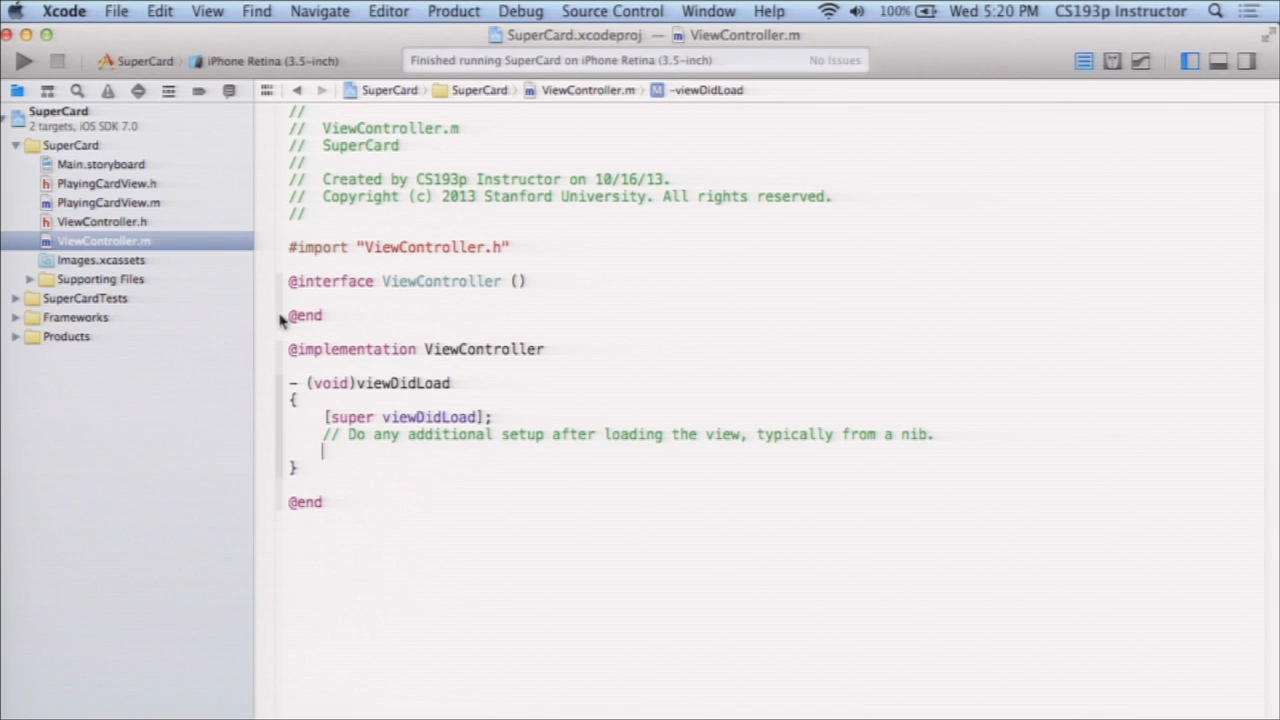 Xcode File Edit View Find Navigate Editor Product Debug Source Control Window Help 100% Wed 5:20 PM CS193p Instructor
SuperCard.xcodeproj — ViewController.m
SuperCard iPhone Retina (3.5-inch) Finished running SuperCard on iPhone Retina (3.5-inch) No Issues
SuperCard SuperCard ViewController.m -viewDidLoad
SuperCard
2 targets, iOS SDK 7.0
SuperCard
Main.storyboard
PlayingCardView.h
PlayingCardView.m
ViewController.h
ViewController.m
Images.xcassets
Supporting Files
SuperCardTests
Frameworks
Products
//
// ViewController.m
// SuperCard
//
// Created by CS193p Instructor on 10/16/13.
// Copyright (c) 2013 Stanford University. All rights reserved.
//
#import "ViewController.h"
@interface ViewController ()
@end
@implementation ViewController
- (void)viewDidLoad
{
[super viewDidLoad];
// Do any additional setup after loading the view, typically from a nib.
}
@end